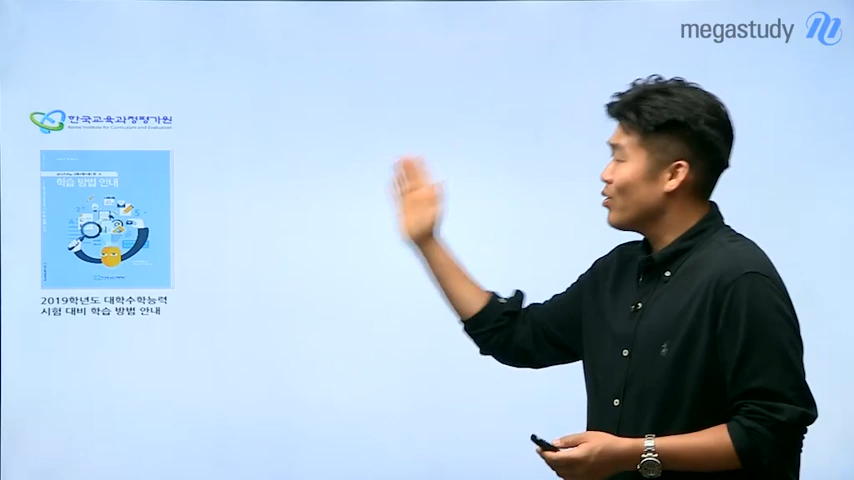 megastudy
한국교육과정평가원
Korea Institute for Curriculum and Evaluation
학습 방법 안내
2019학년도 대학수학능력
시험 대비 학습 방법 안내